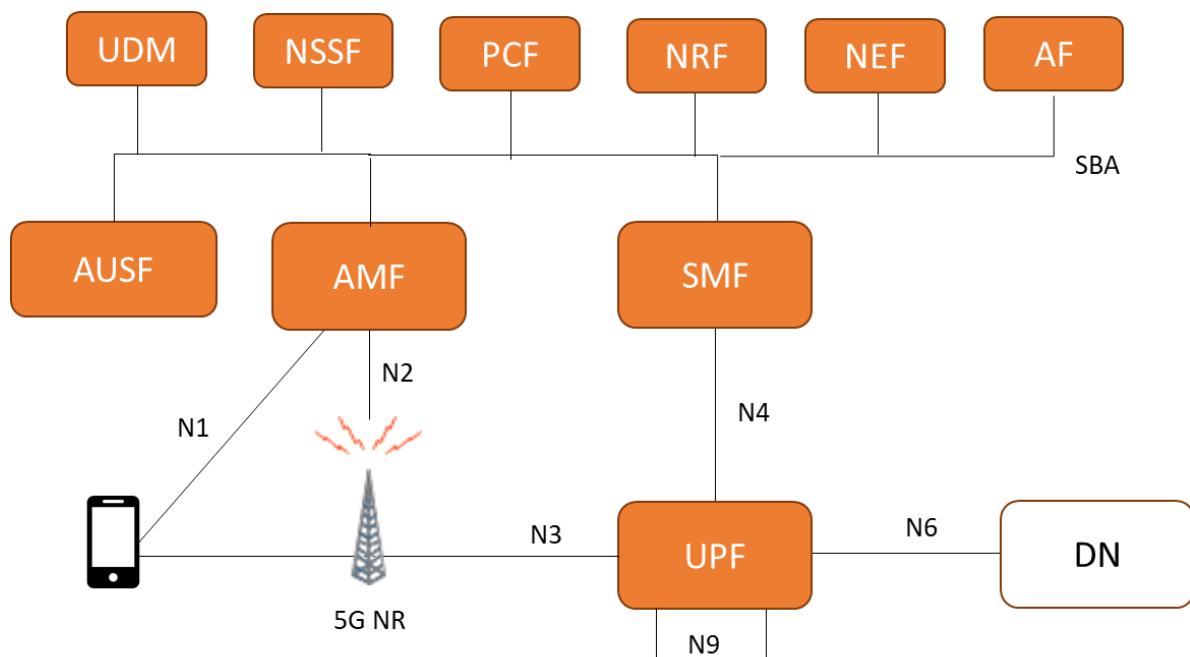 UDM
NSSF
PCF
NRF
NEF
AF
SBA
AUSF
AMF
SMF
N2
N1
N4
N3
UPF
N6
DN
5G NR
N9